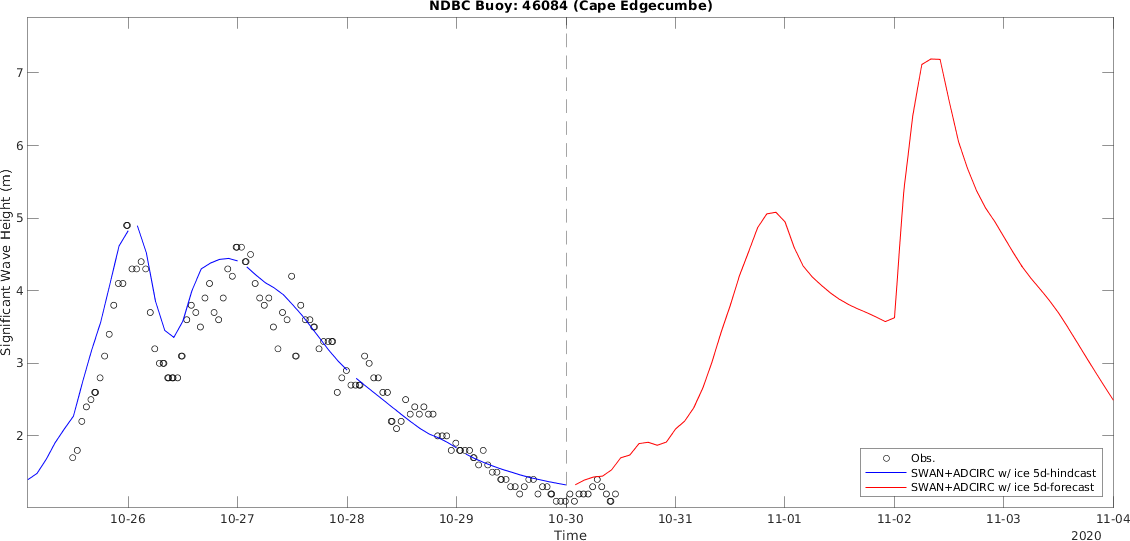 NDBC Buoy: 46084 (Cape Edgecumbe)
Significant Wave Height (m)
7
6
5
4
3
2
Obs.
SWAN+ADCIRC w/ ice 5d-hindcast
SWAN+ADCIRC w/ ice 5d-forecast
10-26 10-27 10-28 10-29 10-30 10-31 11-01 11-02 11-03 11-04
Time
2020